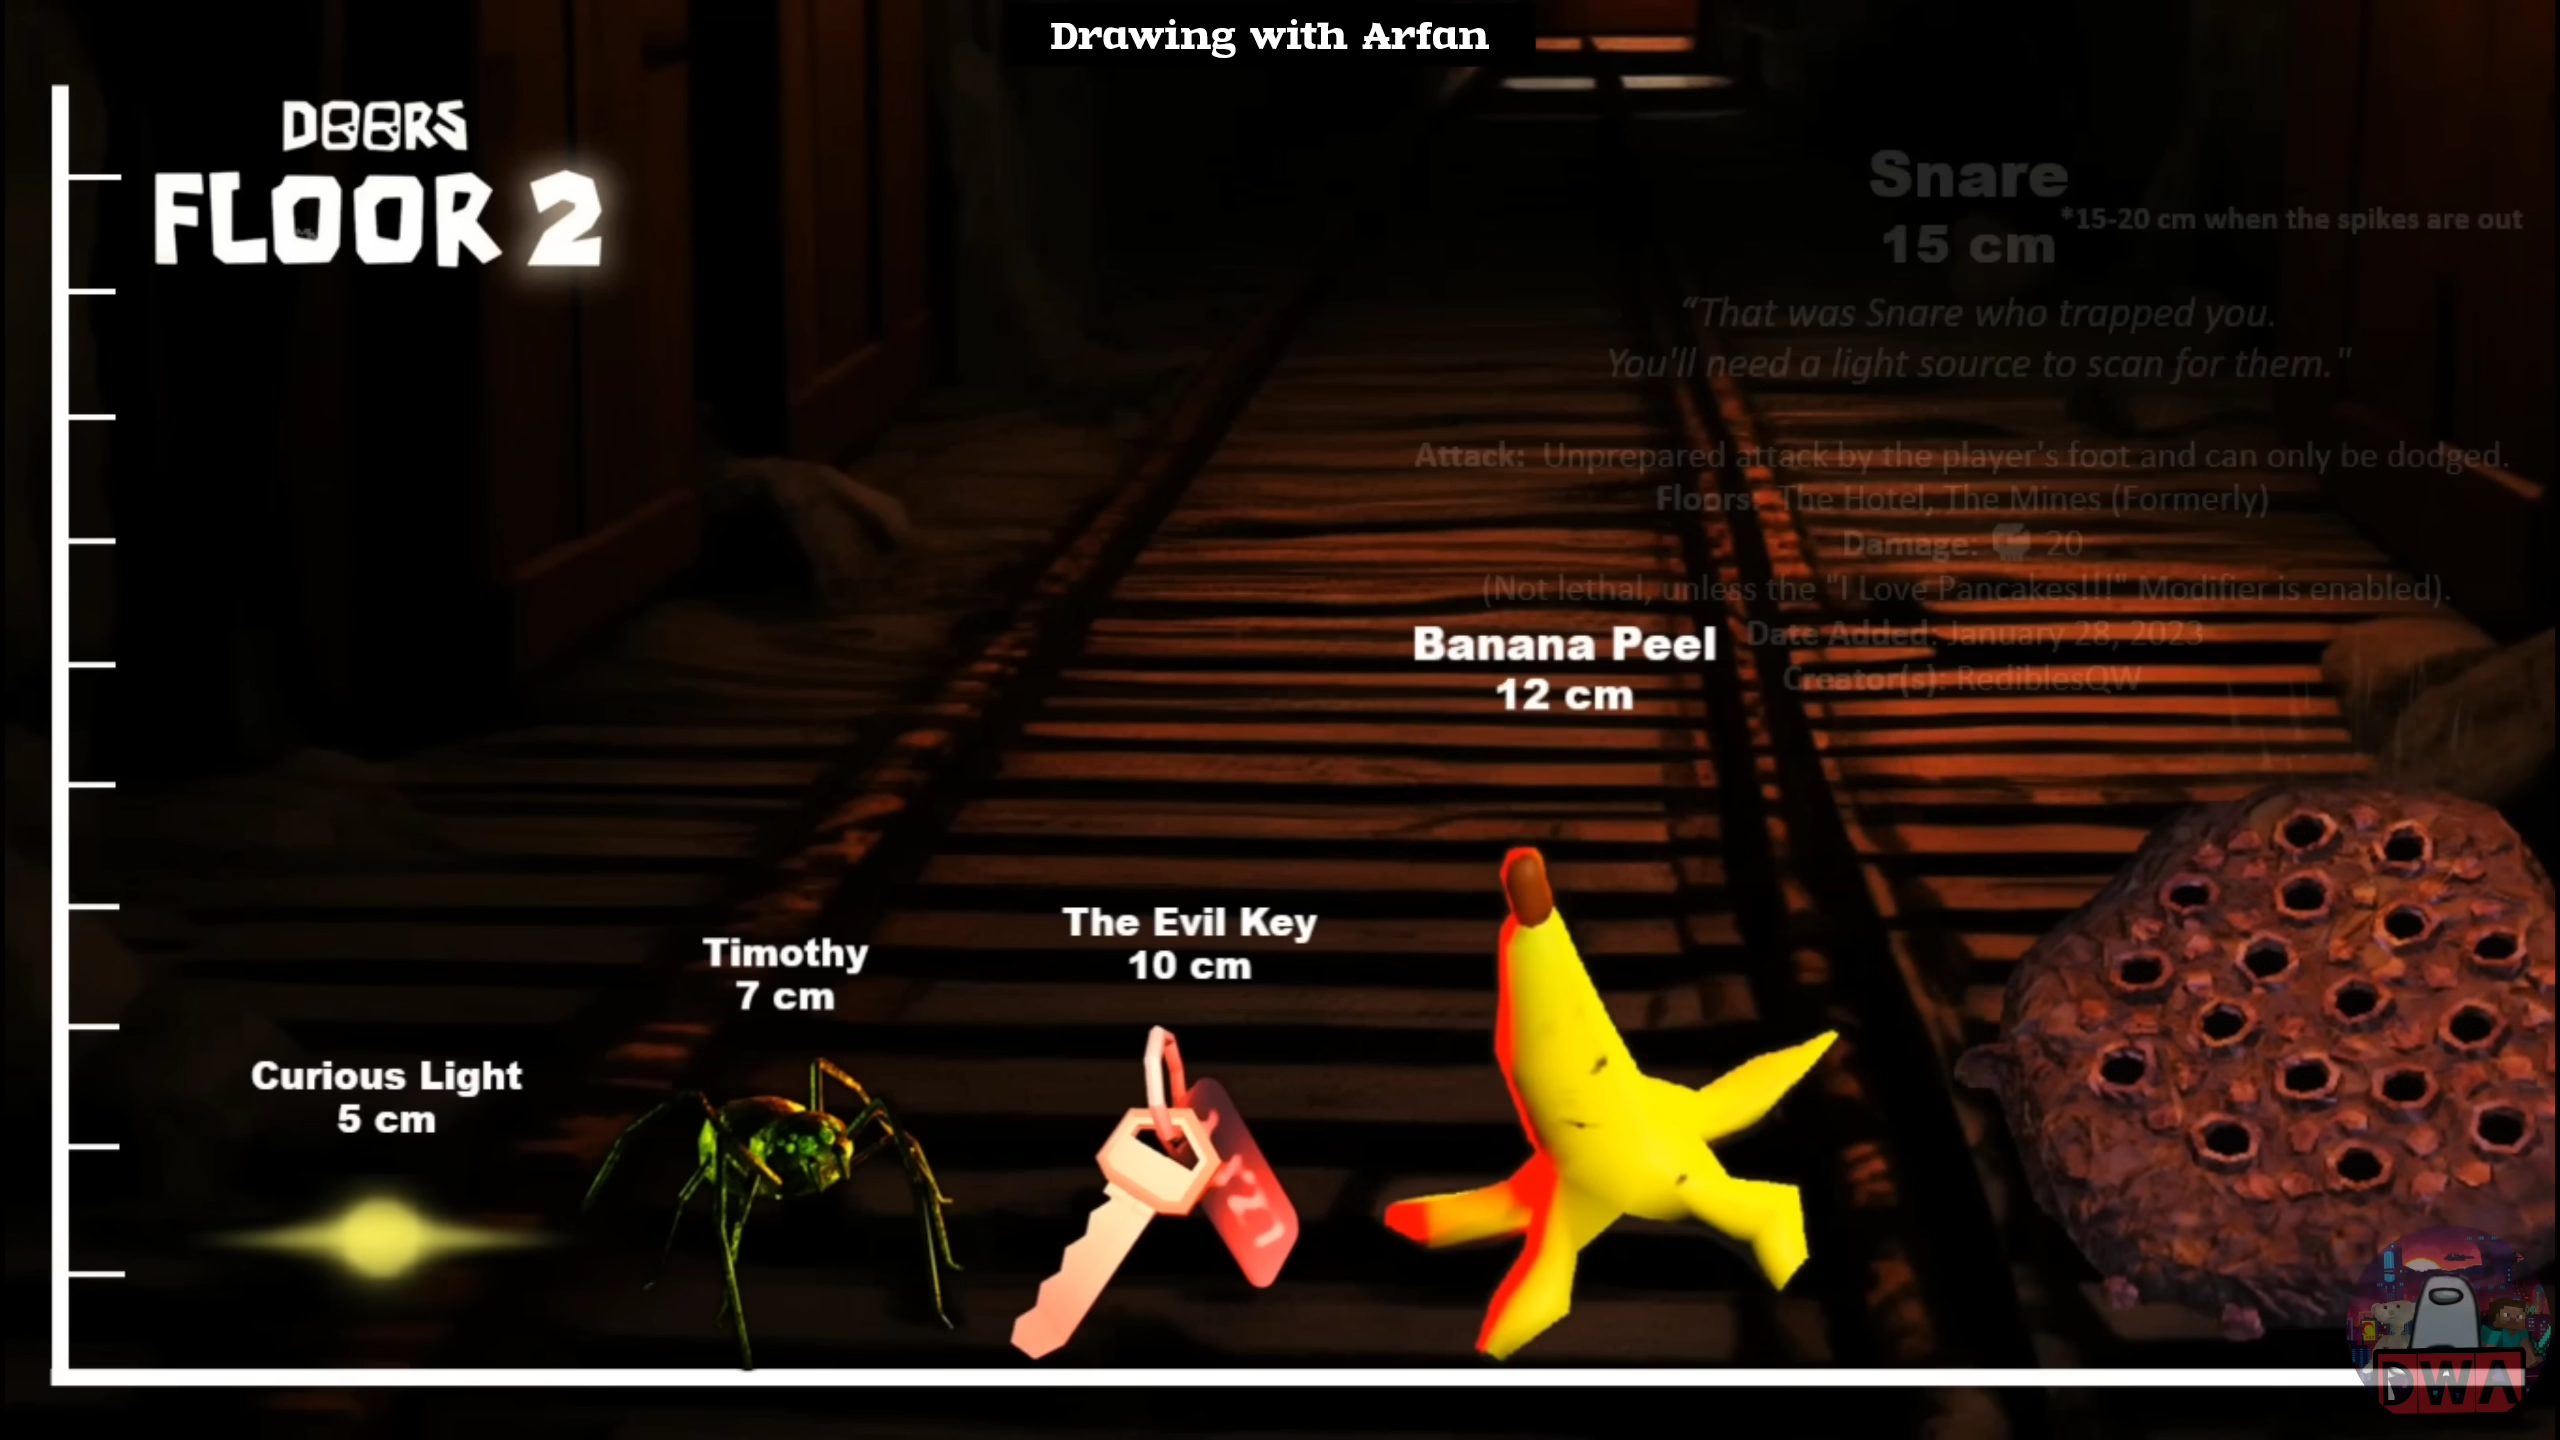 Drawing with Arfan
DOORS
FLOOR 2
Snare
15 cm
*15-20 cm when the spikes are out
“That was Snare who trapped you.
You'll need a light source to scan for them."
Attack: Unprepared attack by the player's foot and can only be dodged.
Floors: The Hotel, The Mines (Formerly)
Damage: 20
(Not lethal, unless the "I Love Pancakes!!!" Modifier is enabled).
Date Added: January 28, 2023
Creator(s): RediblesQW
Banana Peel
12 cm
The Evil Key
10 cm
Timothy
7 cm
Curious Light
5 cm
DWA